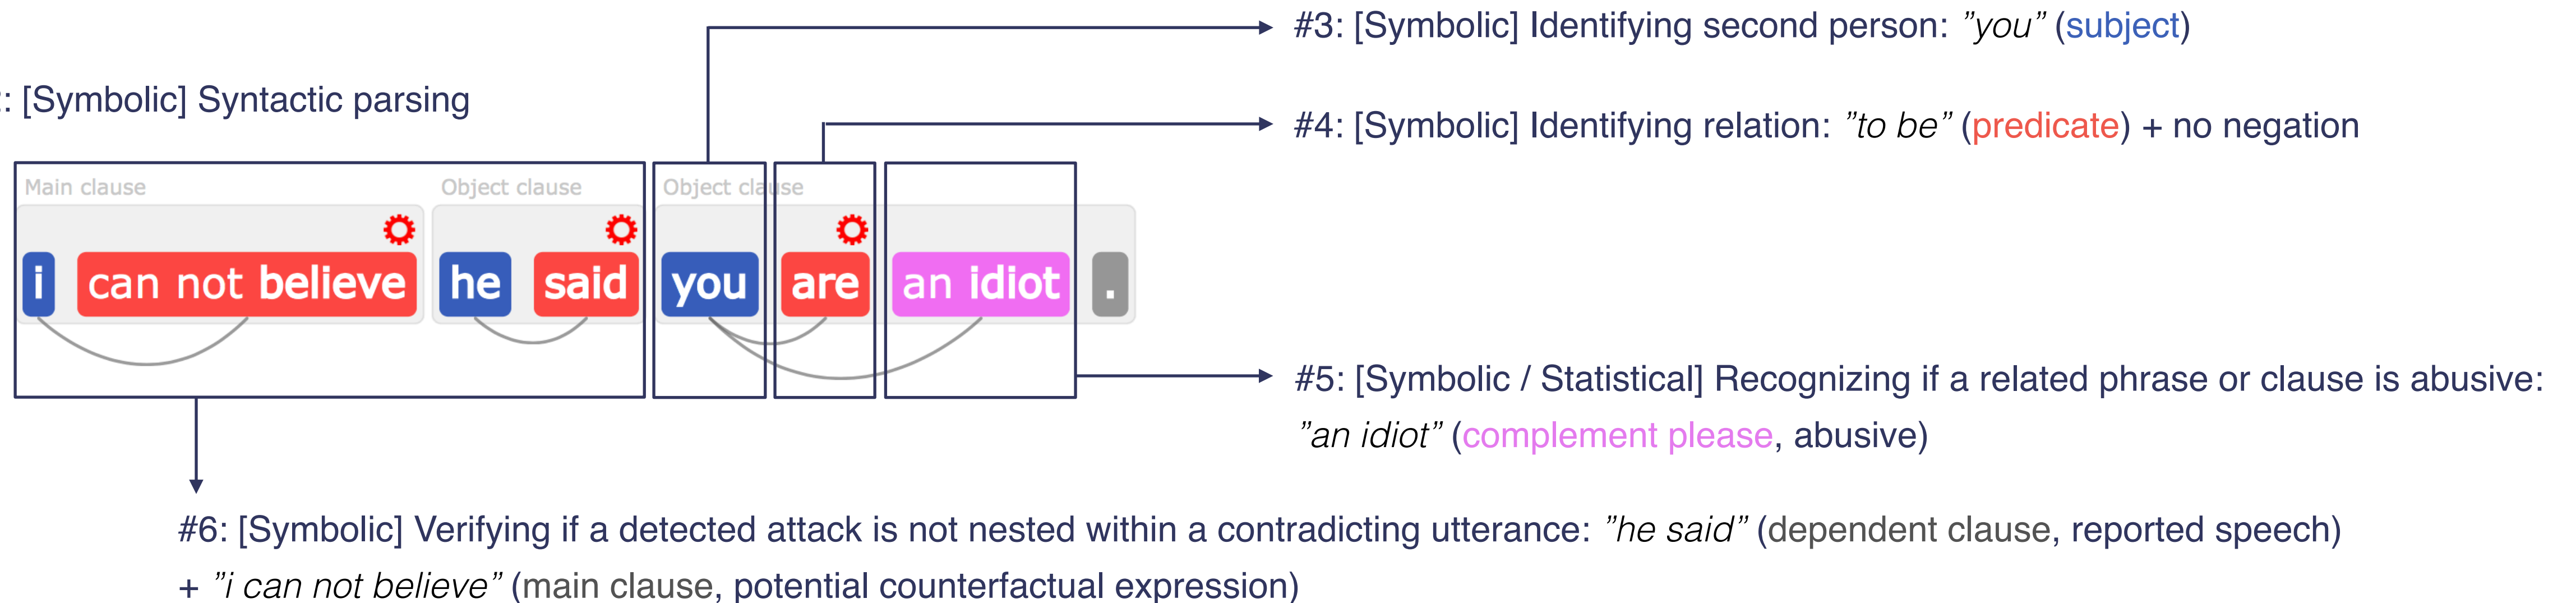 #3: [Symbolic] Identifying second person: ”you” (subject)
: [Symbolic] Syntactic parsing
#4: [Symbolic] Identifying relation: ”to be” (predicate) + no negation
Main clause Object clause Object clause
i can not believe he said you are an idiot .
#5: [Symbolic / Statistical] Recognizing if a related phrase or clause is abusive:
”an idiot” (complement please, abusive)
#6: [Symbolic] Verifying if a detected attack is not nested within a contradicting utterance: ”he said” (dependent clause, reported speech)
+ ”i can not believe” (main clause, potential counterfactual expression)